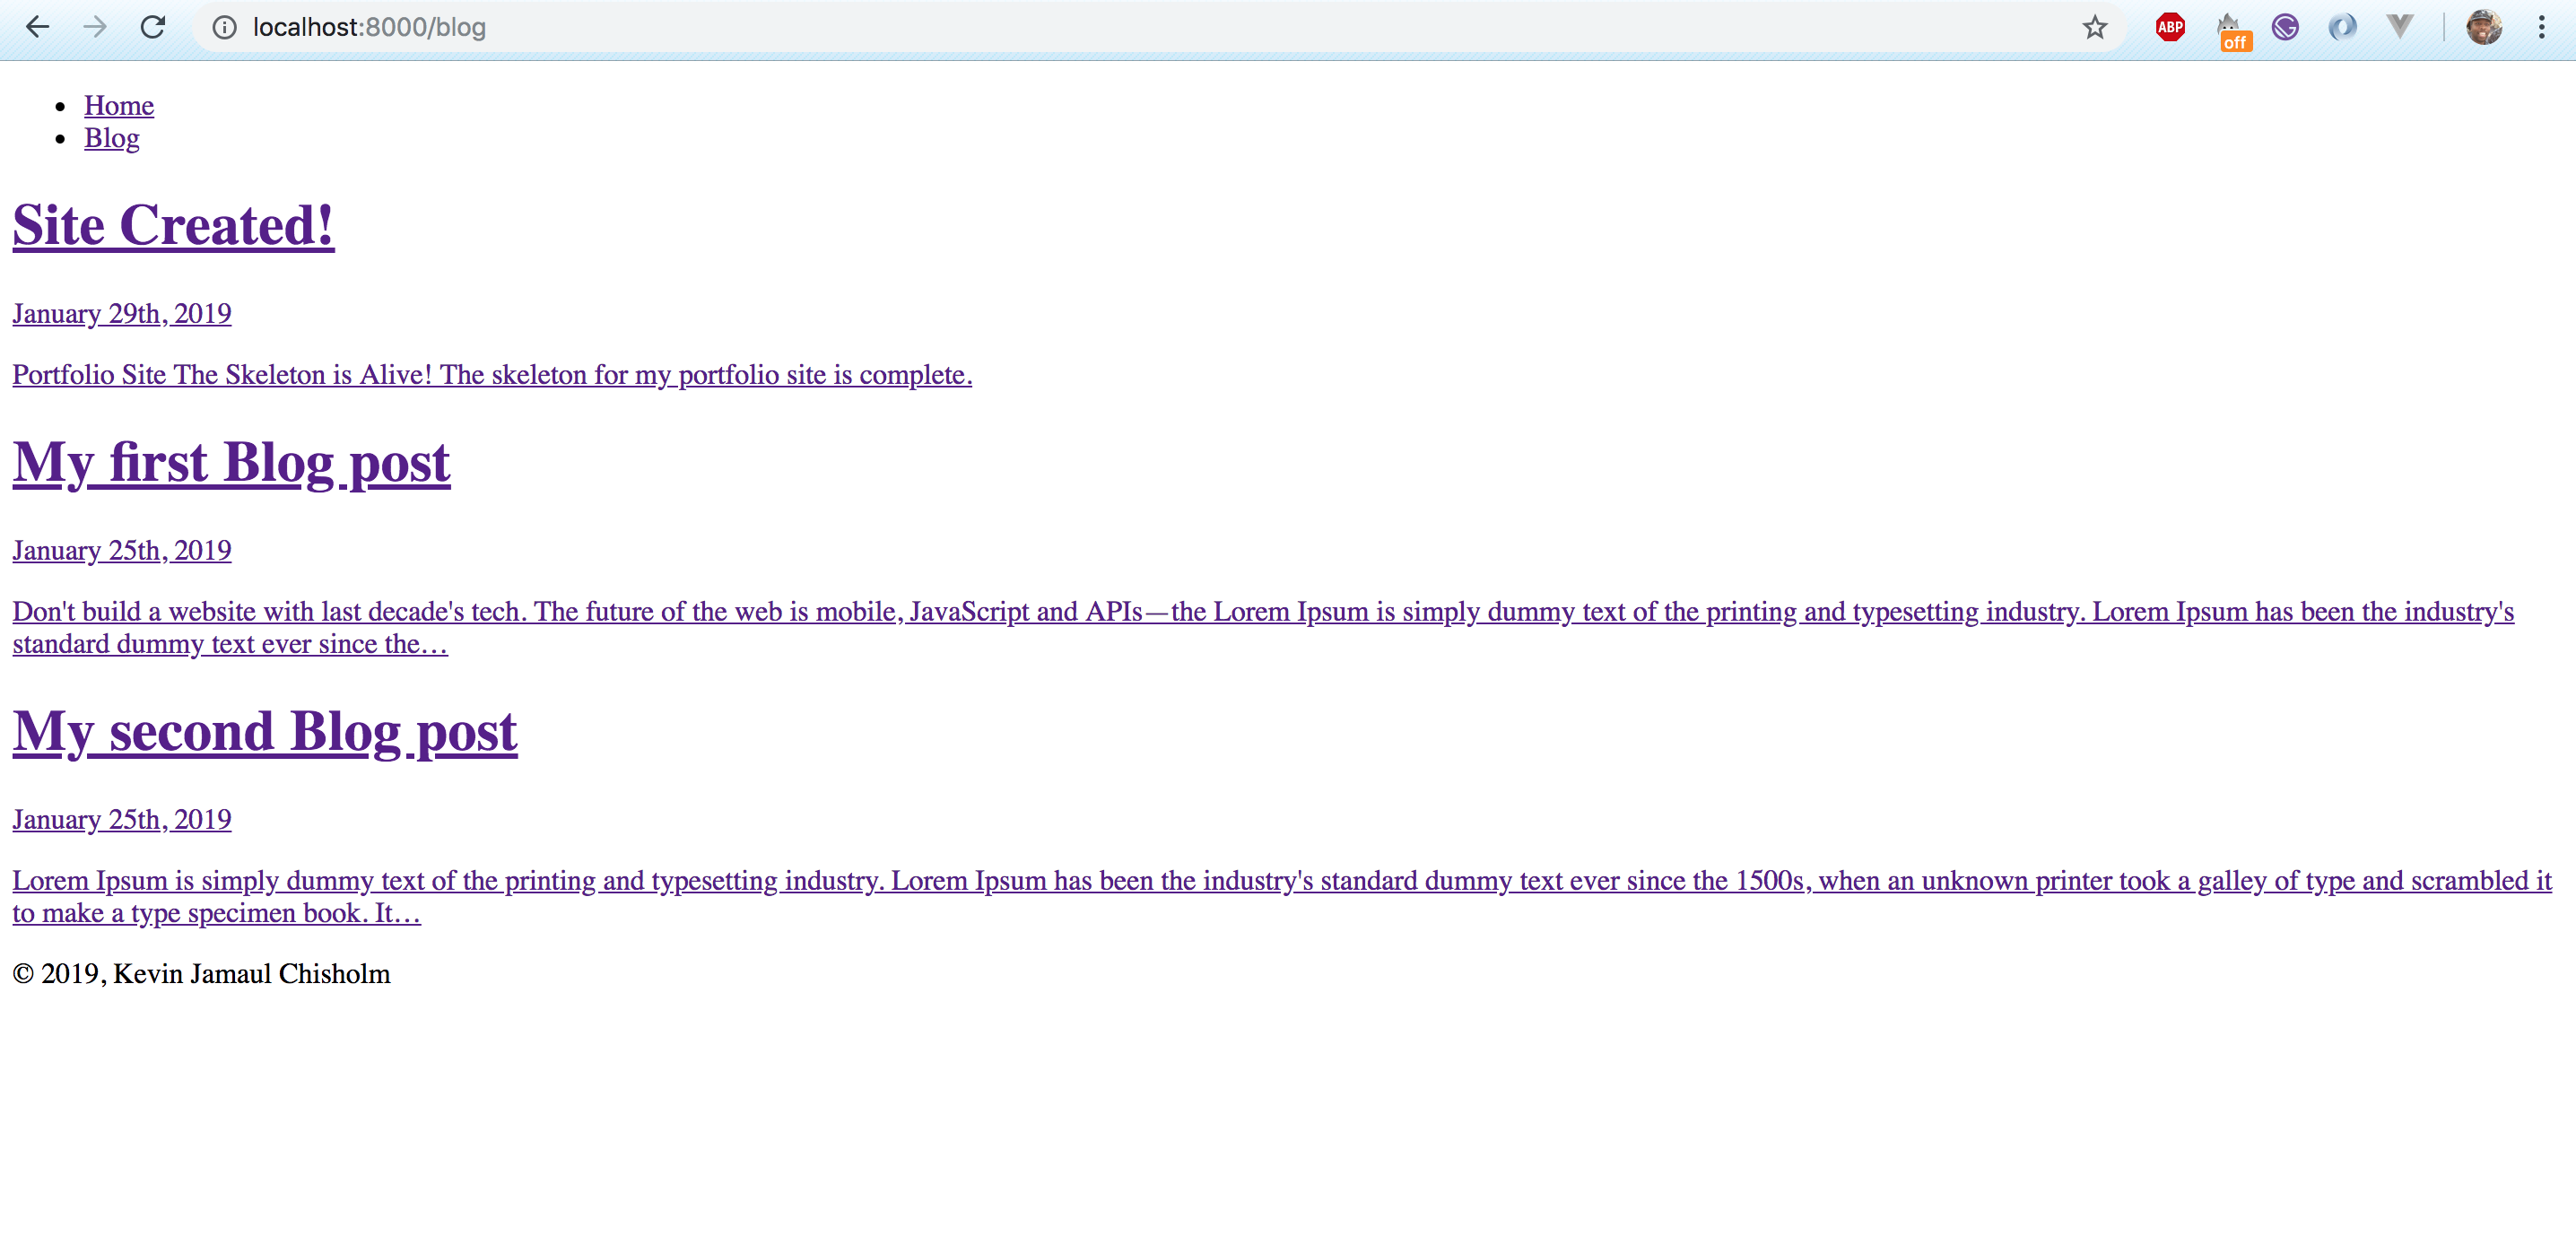 localhost:8000/blog
ABP
off
Home
Blog
Site Created!
January 29th, 2019
Portfolio Site The Skeleton is Alive! The skeleton for my portfolio site is complete.
My first Blog post
January 25th, 2019
Don't build a website with last decade's tech. The future of the web is mobile, JavaScript and APIs—the Lorem Ipsum is simply dummy text of the printing and typesetting industry. Lorem Ipsum has been the industry's
standard dummy text ever since the…
My second Blog post
January 25th, 2019
Lorem Ipsum is simply dummy text of the printing and typesetting industry. Lorem Ipsum has been the industry's standard dummy text ever since the 1500s, when an unknown printer took a galley of type and scrambled it
to make a type specimen book. It…
© 2019, Kevin Jamaul Chisholm